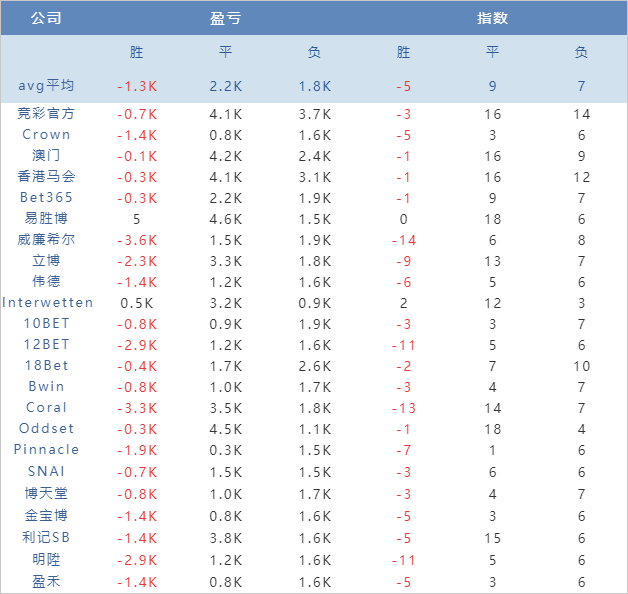 公司 盈亏 指数
胜 平 负 胜 平 负
avg平均 -1.3K 2.2K 1.8K -5 9 7
竞彩官方 -0.7K 4.1K 3.7K -3 16 14
Crown -1.4K 0.8K 1.6K -5 3 6
澳门 -0.1K 4.2K 2.4K -1 16 9
香港马会 -0.3K 4.1K 3.1K -1 16 12
Bet365 -0.3K 2.2K 1.9K -1 9 7
易胜博 5 4.6K 1.5K 0 18 6
威廉希尔 -3.6K 1.5K 1.9K -14 6 8
立博 -2.3K 3.3K 1.8K -9 13 7
伟德 -1.4K 1.2K 1.6K -6 5 6
Interwetten 0.5K 3.2K 0.9K 2 12 3
10BET -0.8K 0.9K 1.9K -3 3 7
12BET -2.9K 1.2K 1.6K -11 5 6
18Bet -0.4K 1.7K 2.6K -2 7 10
Bwin -0.8K 1.0K 1.7K -3 4 7
Coral -3.3K 3.5K 1.8K -13 14 7
Oddset -0.3K 4.5K 1.1K -1 18 4
Pinnacle -1.9K 0.3K 1.5K -7 1 6
SNAI -0.7K 1.5K 1.5K -3 6 6
博天堂 -0.8K 1.0K 1.7K -3 4 7
金宝博 -1.4K 0.8K 1.6K -5 3 6
利记SB -1.4K 3.8K 1.6K -5 15 6
明陞 -2.9K 1.2K 1.6K -11 5 6
盈禾 -1.4K 0.8K 1.6K -5 3 6